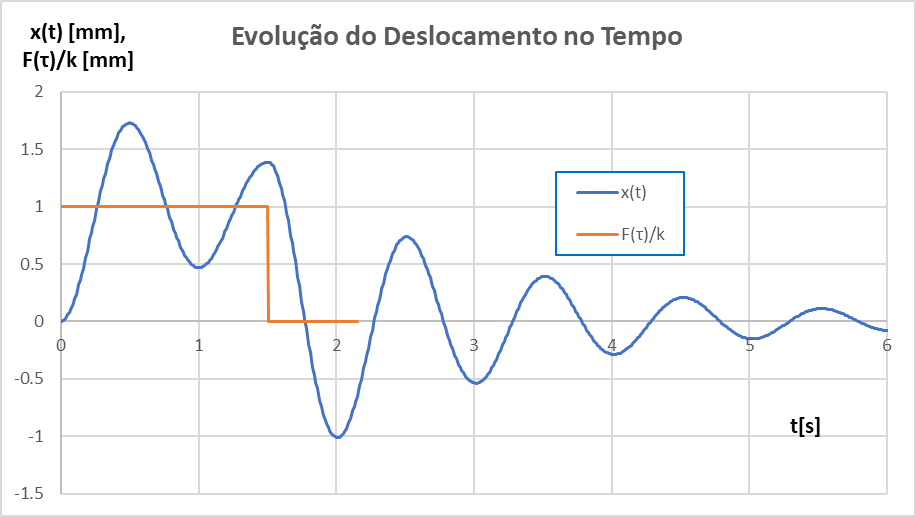 x(t) [mm],
F(τ)/k [mm]
Evolução do Deslocamento no Tempo
2
1.5
1
0.5
0
-0.5
-1
-1.5
0 1 2 3 4 5 6
x(t)
F(τ)/k
t[s]